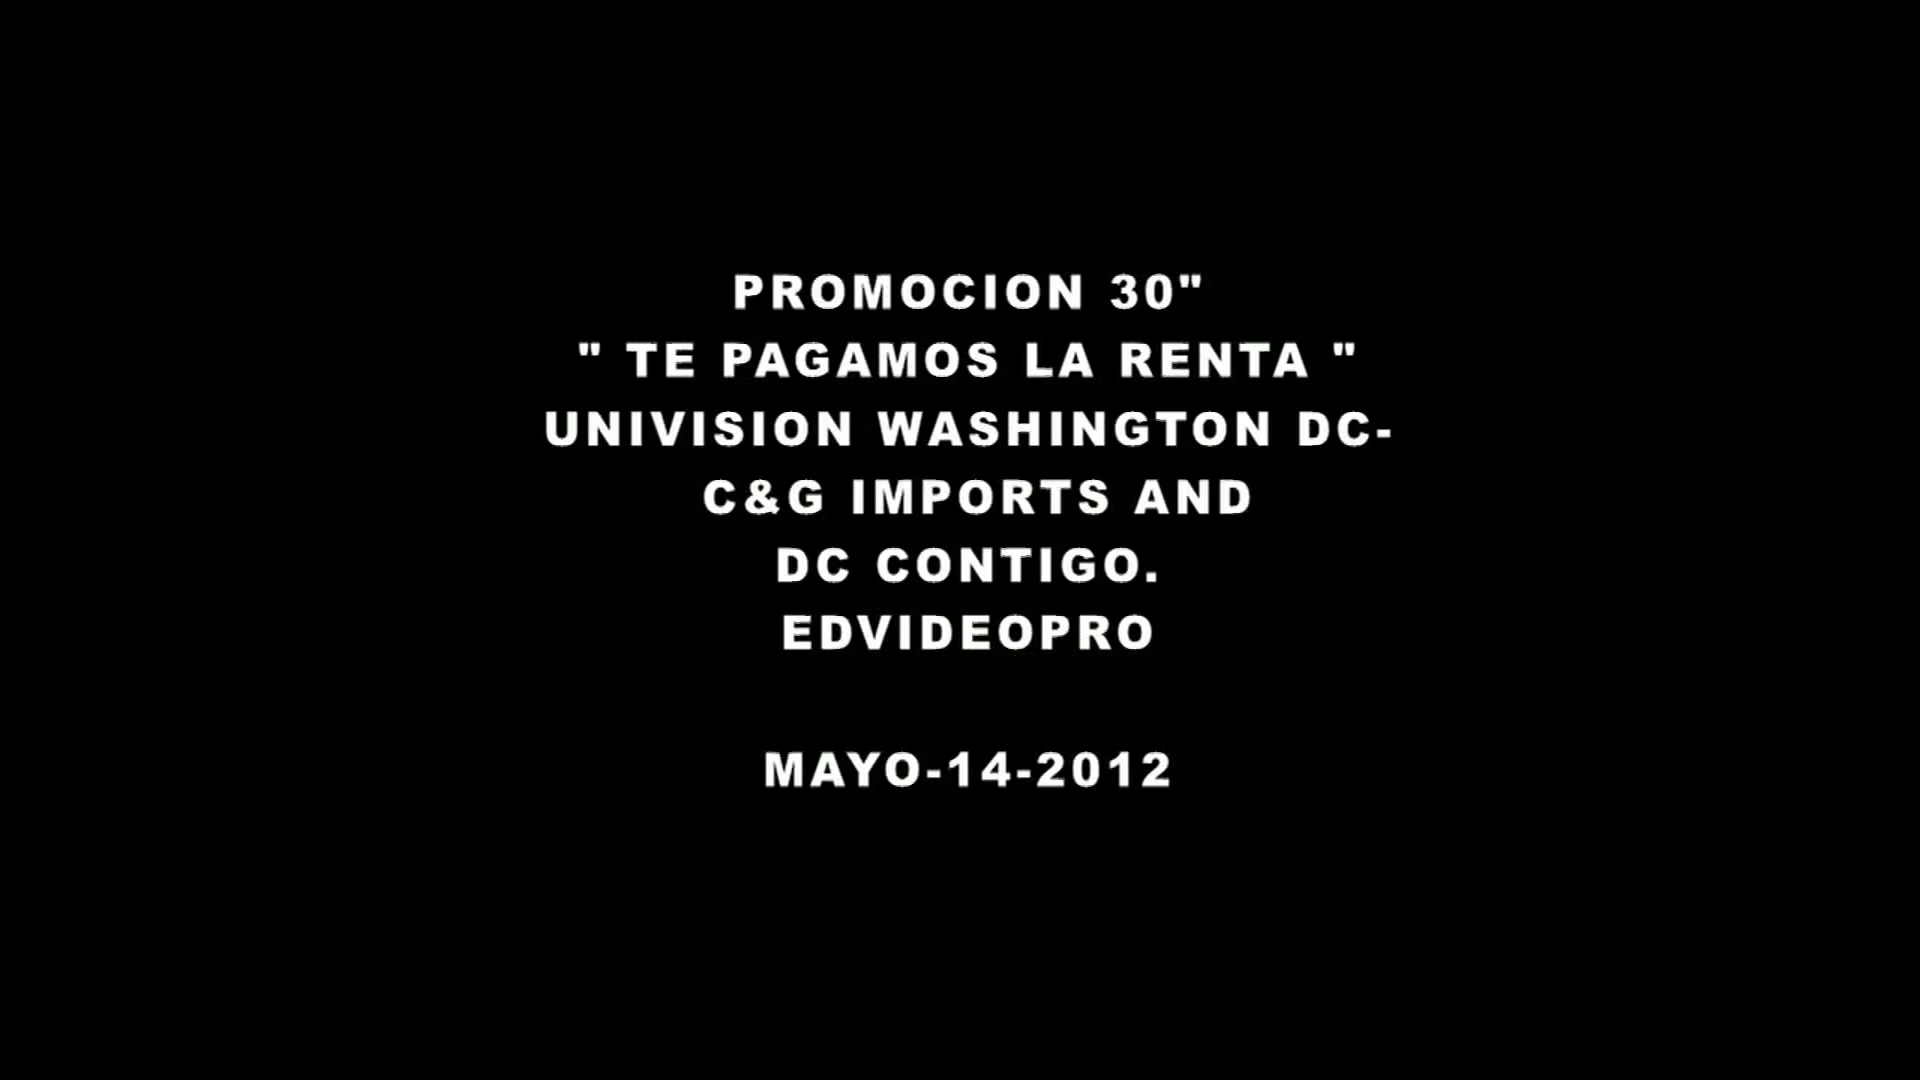 PROMOCION 30"
" TE PAGAMOS LA RENTA "
UNIVISION WASHINGTON DC-
C&G IMPORTS AND
DC CONTIGO.
EDVIDEOPRO
MAYO-14-2012